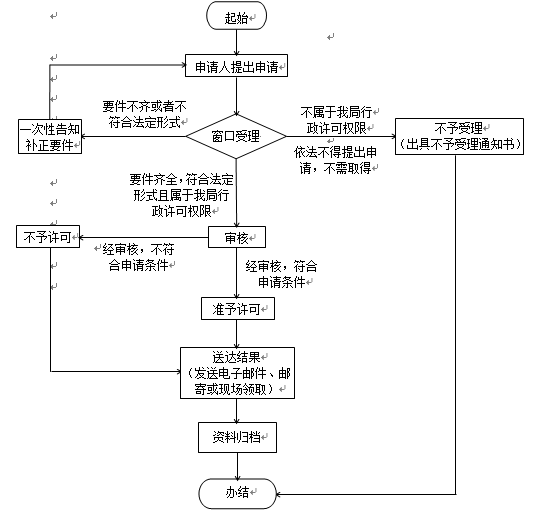 起始
申请人提出申请
要件不齐或者不
符合法定形式
一次性告知
补正要件
窗口受理
不属于我局行
政许可权限
依法不得提出申
请，不需取得
不予受理
（出具不予受理通知书）
要件齐全，符合法定
形式且属于我局行
政许可权限
不予许可
审核
经审核，不符
合申请条件
经审核，符合
申请条件
准予许可
送达结果
（发送电子邮件、邮
寄或现场领取）
资料归档
办结